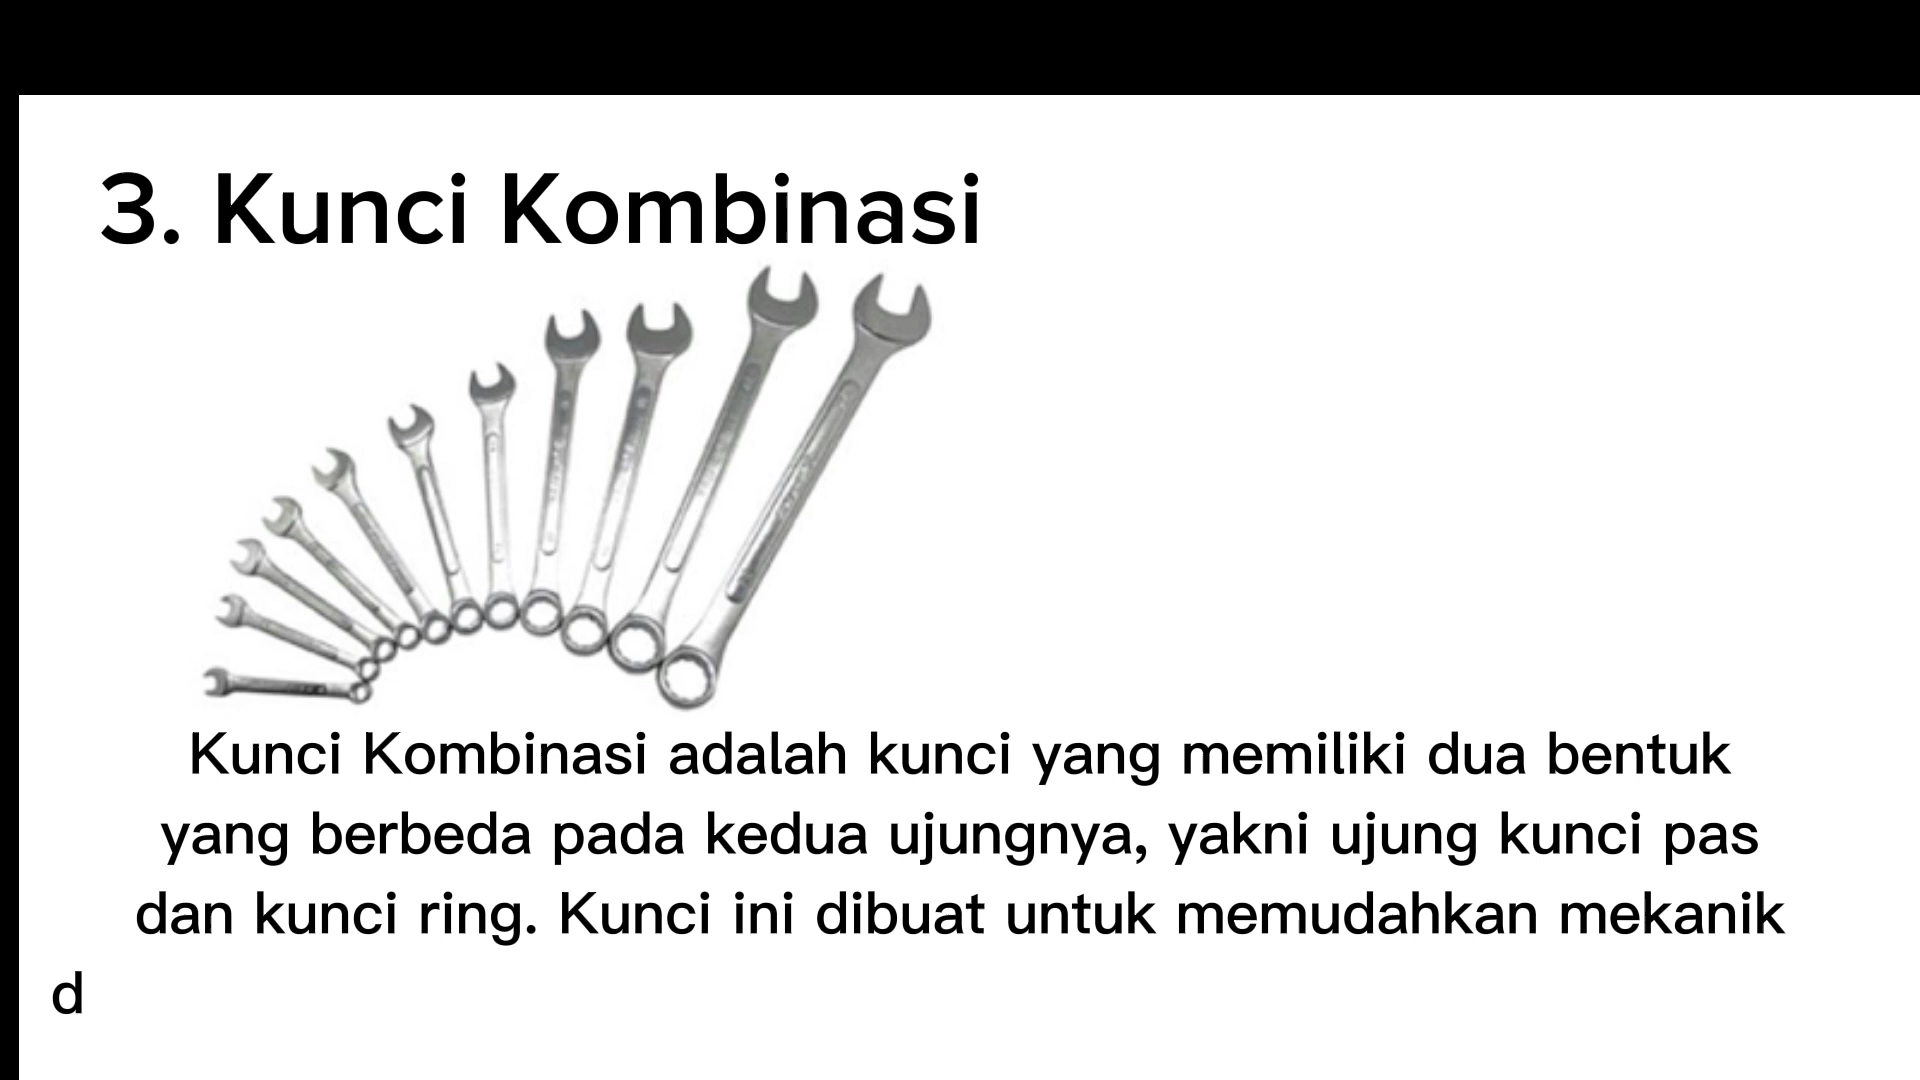 3. Kunci Kombinasi
Kunci Kombinasi adalah kunci yang memiliki dua bentuk
yang berbeda pada kedua ujungnya, yakni ujung kunci pas
dan kunci ring. Kunci ini dibuat untuk memudahkan mekanik
d